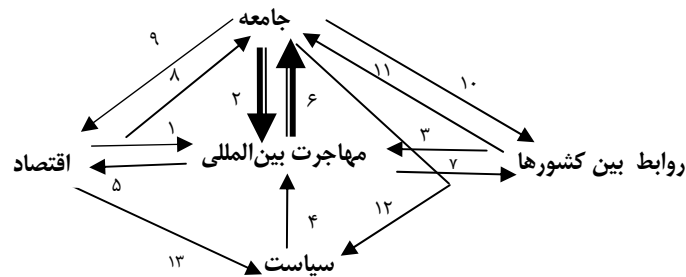 جامعه
۹
۸
۱۰
۱۱
۲
۶
۱
۳
اقتصاد
مهاجرت بین‌المللی
روابط بین کشورها
۵
۷
۱۲
۴
۱۳
سیاست